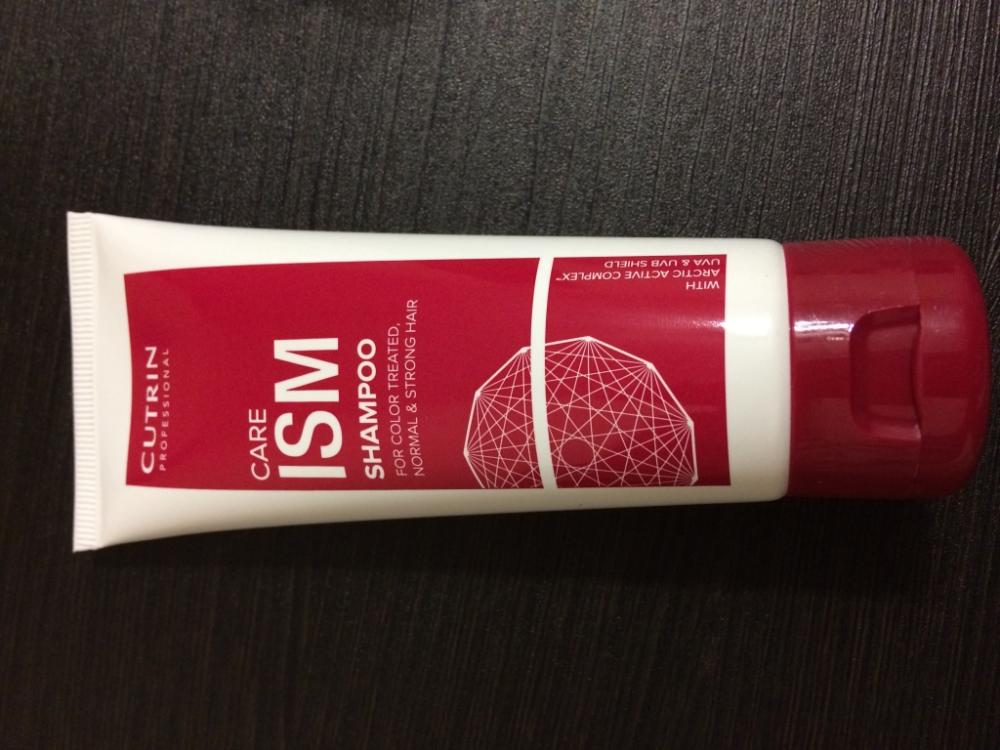 CUTRIN
PROFESSIONAL
CARE
ISM
SHAMPOO
FOR COLOR TREATED,
NORMAL & STRONG HAIR
WITH
ARCTIC ACTIVE COMPLEX™
UVA & UVB SHIELD